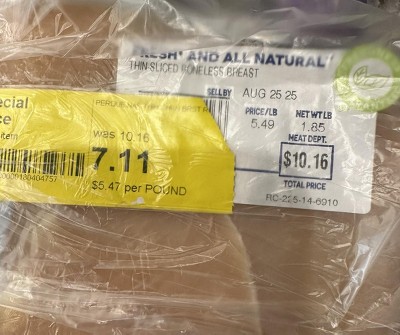 FRESH* AND ALL NATURAL*
THIN SLICED BONELESS BREAST
SELL BY AUG 25 25
PRICE/LB NET WT LB
5.49 1.85
MEAT DEPT.
$10.16
TOTAL PRICE
RC-225-14-6910
ecial
ce
item
was 10.16
7.11
$5.47 per POUND